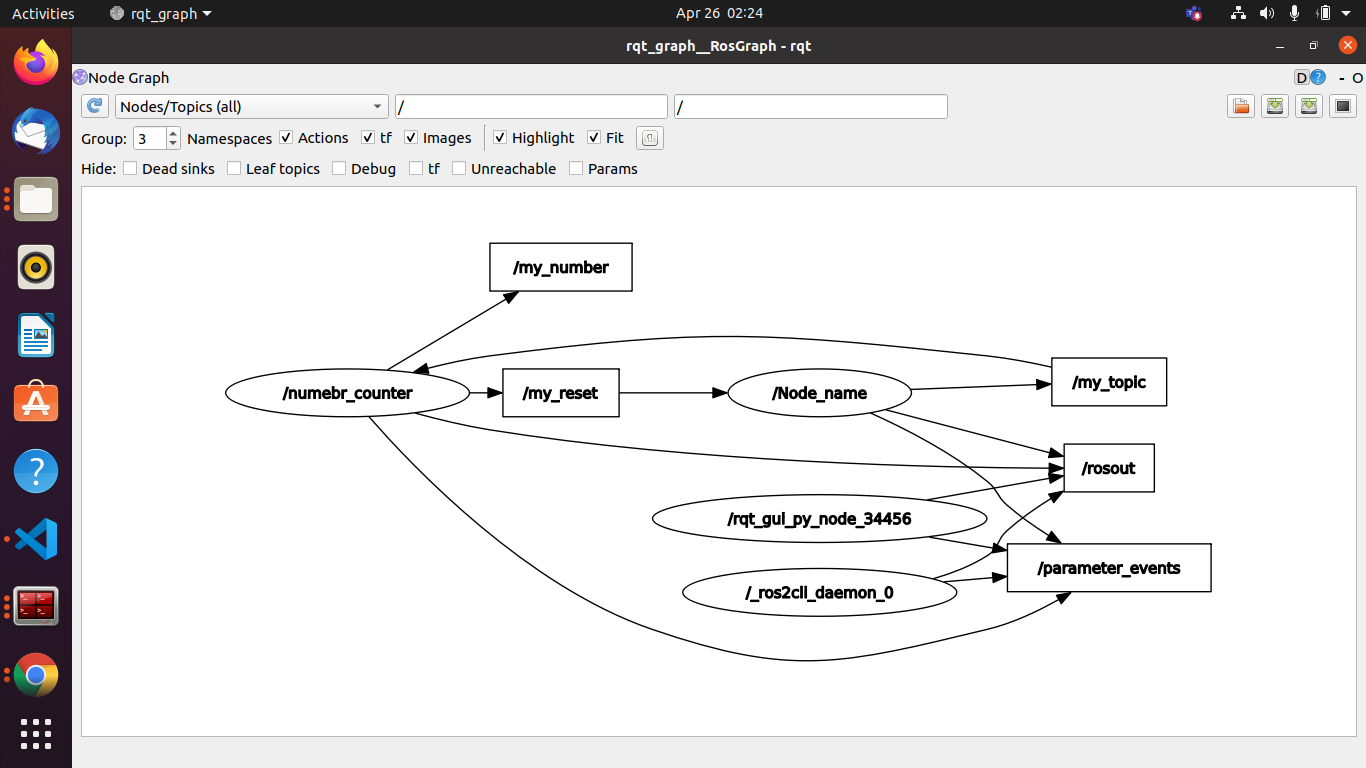 Activities rqt_graph Apr 26 02:24
rqt_graph__RosGraph - rqt
Node Graph D ? - O
Nodes/Topics (all) / /
Group: 3 Namespaces Actions tf Images Highlight Fit
Hide: Dead sinks Leaf topics Debug tf Unreachable Params
/my_number
/my_topic
/numebr_counter /my_reset /Node_name
/rosout
/rqt_gui_py_node_34456
/parameter_events
/_ros2cli_daemon_0